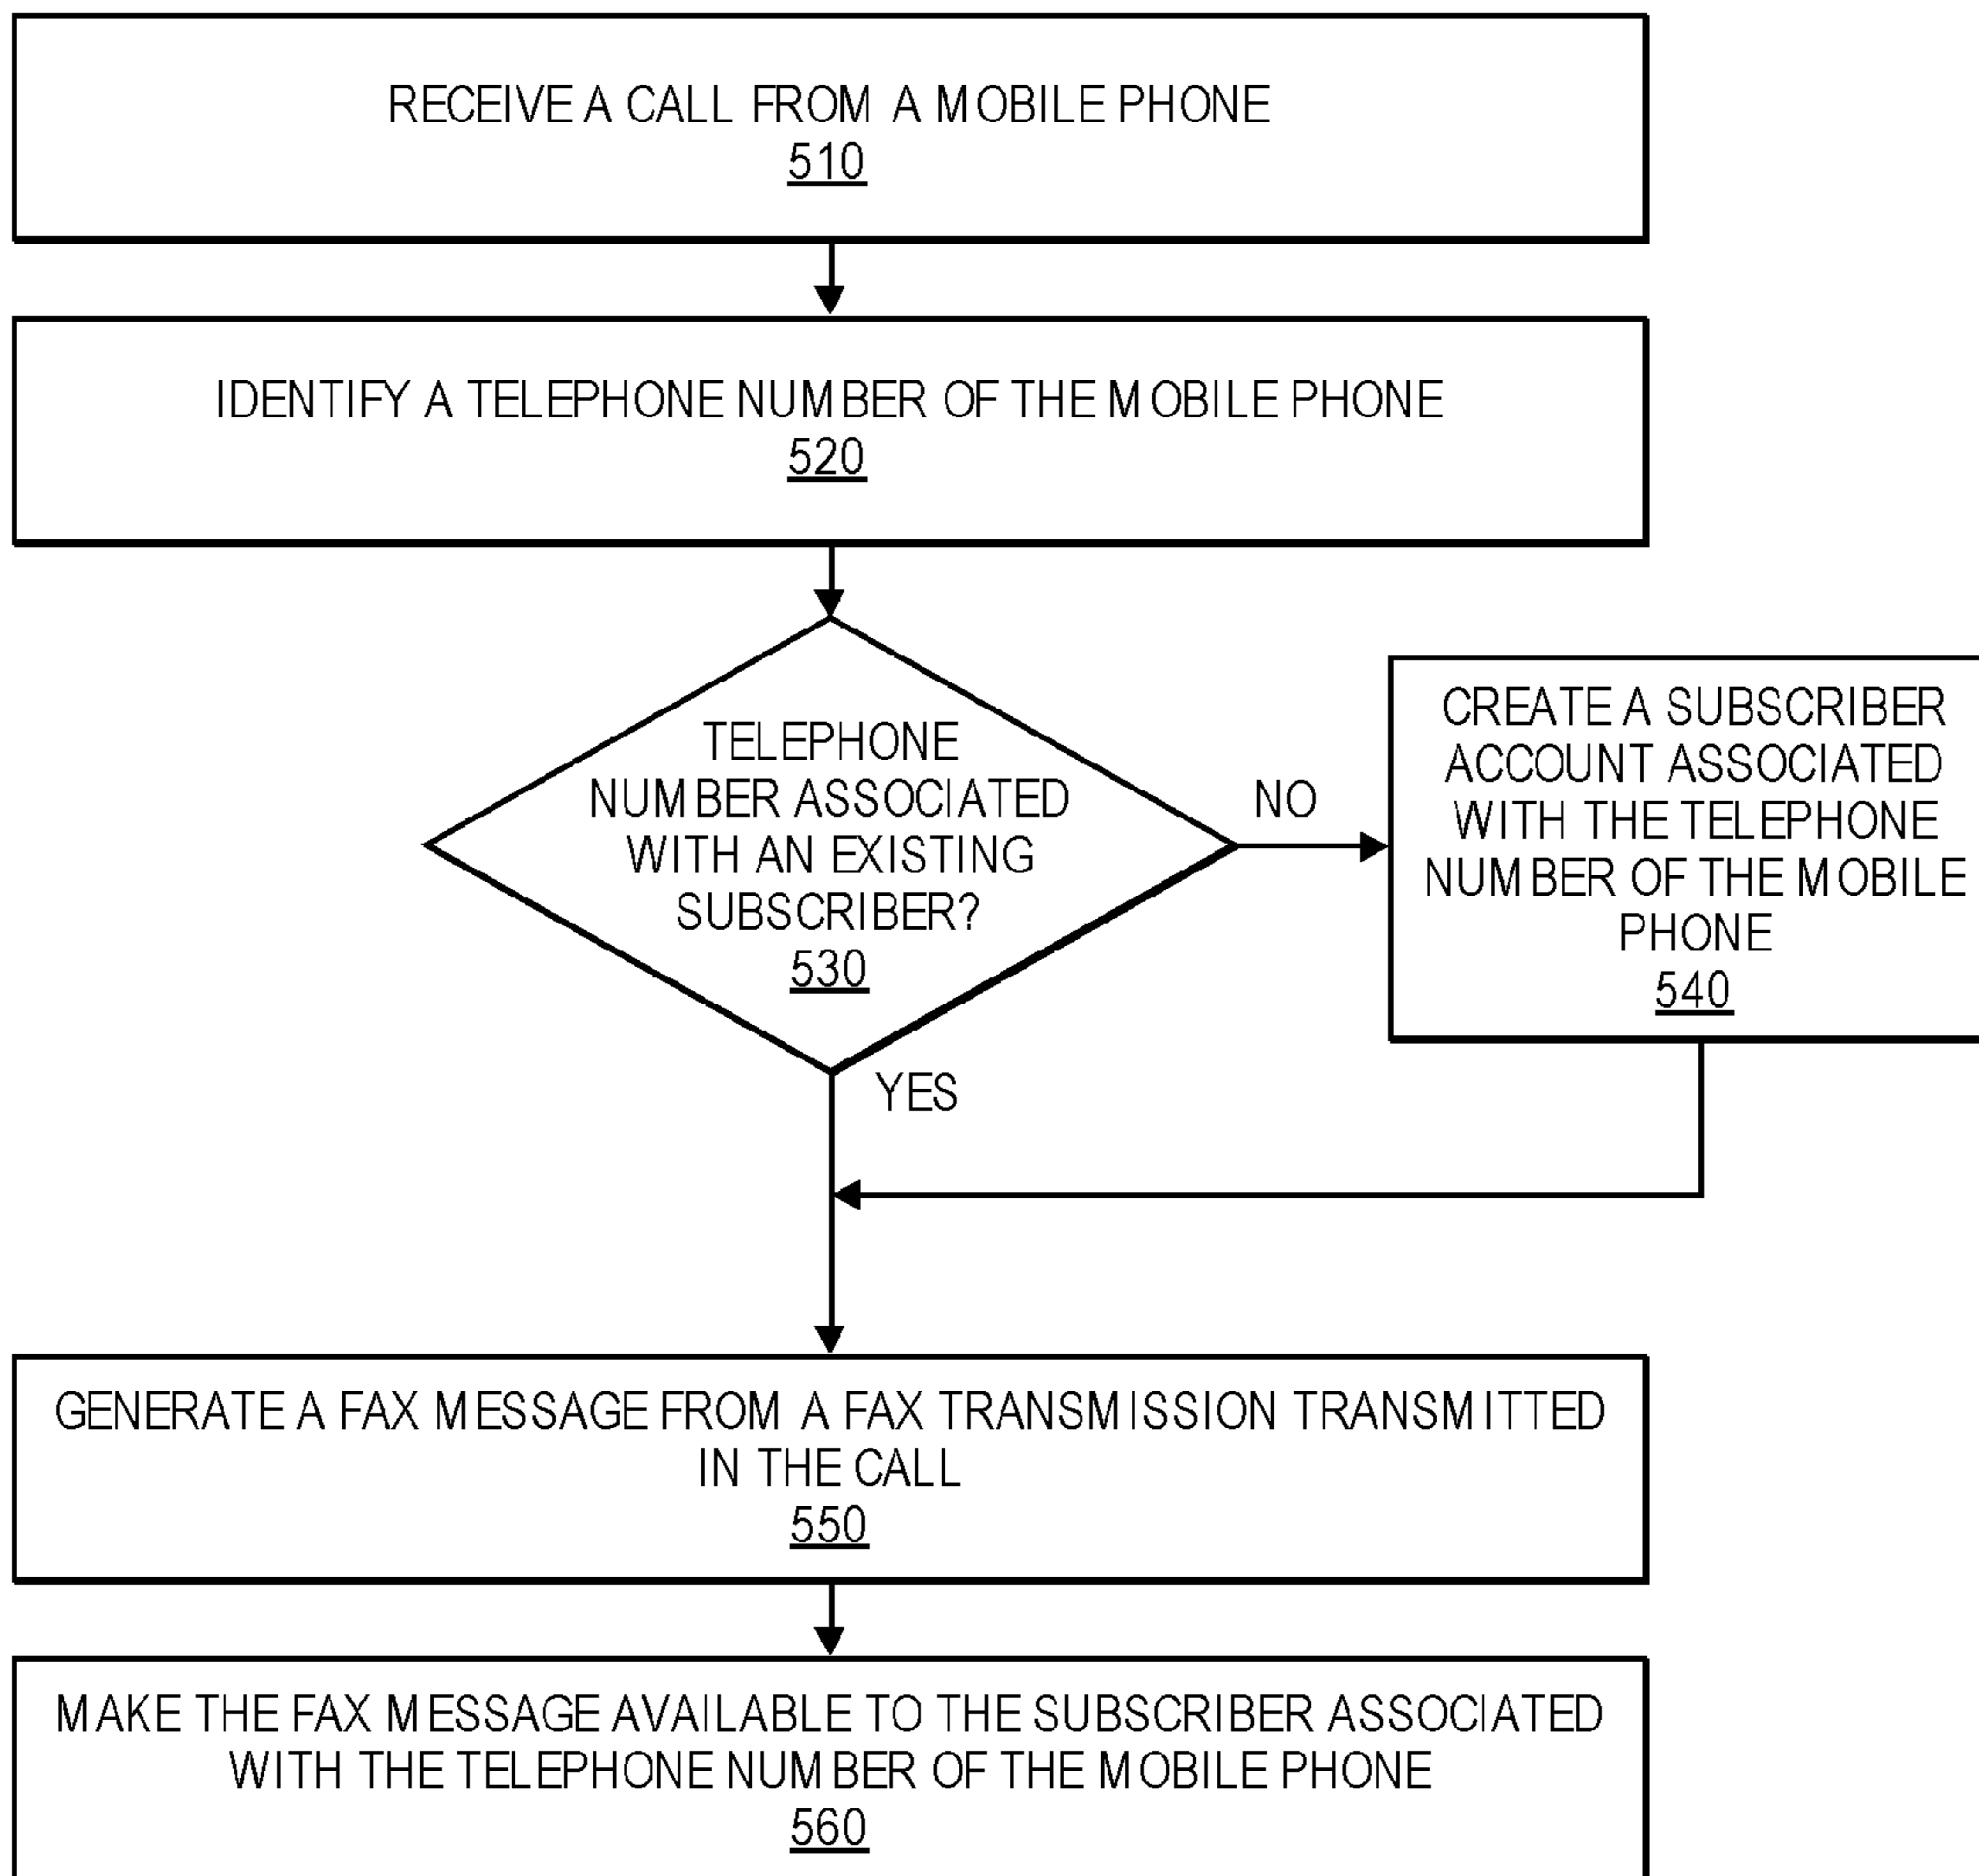 RECEIVE A CALL FROM A MOBILE PHONE
510
IDENTIFY A TELEPHONE NUMBER OF THE MOBILE PHONE
520
TELEPHONE
NUMBER ASSOCIATED
WITH AN EXISTING
SUBSCRIBER?
530
NO
CREATE A SUBSCRIBER
ACCOUNT ASSOCIATED
WITH THE TELEPHONE
NUMBER OF THE MOBILE
PHONE
540
YES
GENERATE A FAX MESSAGE FROM A FAX TRANSMISSION TRANSMITTED
IN THE CALL
550
MAKE THE FAX MESSAGE AVAILABLE TO THE SUBSCRIBER ASSOCIATED
WITH THE TELEPHONE NUMBER OF THE MOBILE PHONE
560